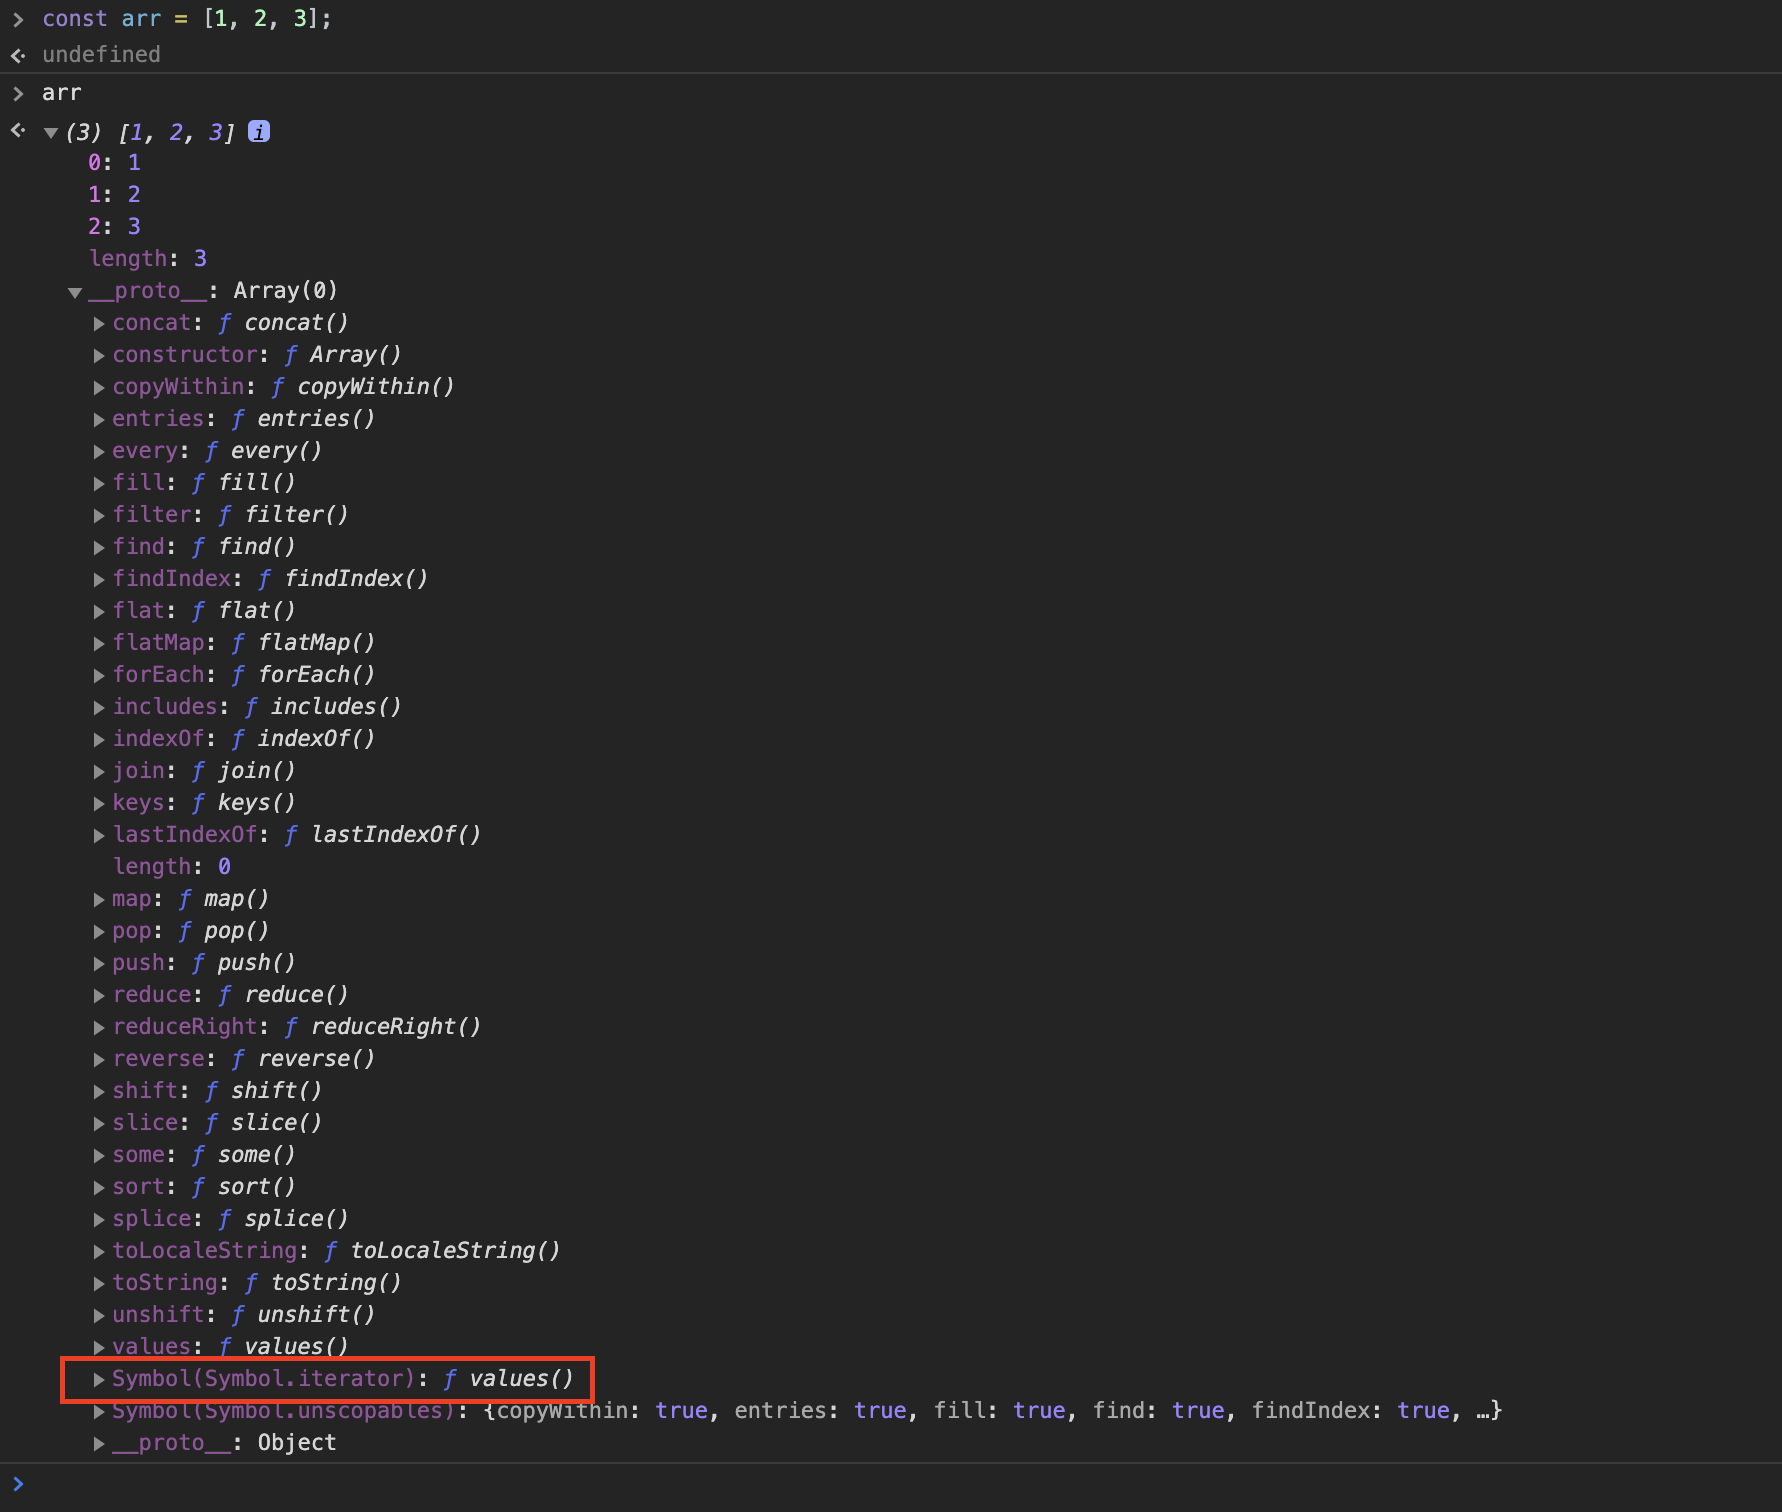 > const arr = [1, 2, 3];
<· undefined
> arr
<· ▼(3) [1, 2, 3] i
0: 1
1: 2
2: 3
length: 3
▼__proto__: Array(0)
▶concat: ƒ concat()
▶constructor: ƒ Array()
▶copyWithin: ƒ copyWithin()
▶entries: ƒ entries()
▶every: ƒ every()
▶fill: ƒ fill()
▶filter: ƒ filter()
▶find: ƒ find()
▶findIndex: ƒ findIndex()
▶flat: ƒ flat()
▶flatMap: ƒ flatMap()
▶forEach: ƒ forEach()
▶includes: ƒ includes()
▶indexOf: ƒ indexOf()
▶join: ƒ join()
▶keys: ƒ keys()
▶lastIndexOf: ƒ lastIndexOf()
length: 0
▶map: ƒ map()
▶pop: ƒ pop()
▶push: ƒ push()
▶reduce: ƒ reduce()
▶reduceRight: ƒ reduceRight()
▶reverse: ƒ reverse()
▶shift: ƒ shift()
▶slice: ƒ slice()
▶some: ƒ some()
▶sort: ƒ sort()
▶splice: ƒ splice()
▶toLocaleString: ƒ toLocaleString()
▶toString: ƒ toString()
▶unshift: ƒ unshift()
▶values: ƒ values()
▶Symbol(Symbol.iterator): ƒ values()
▶Symbol(Symbol.unscopables): {copyWithin: true, entries: true, fill: true, find: true, findIndex: true, …}
▶__proto__: Object
>